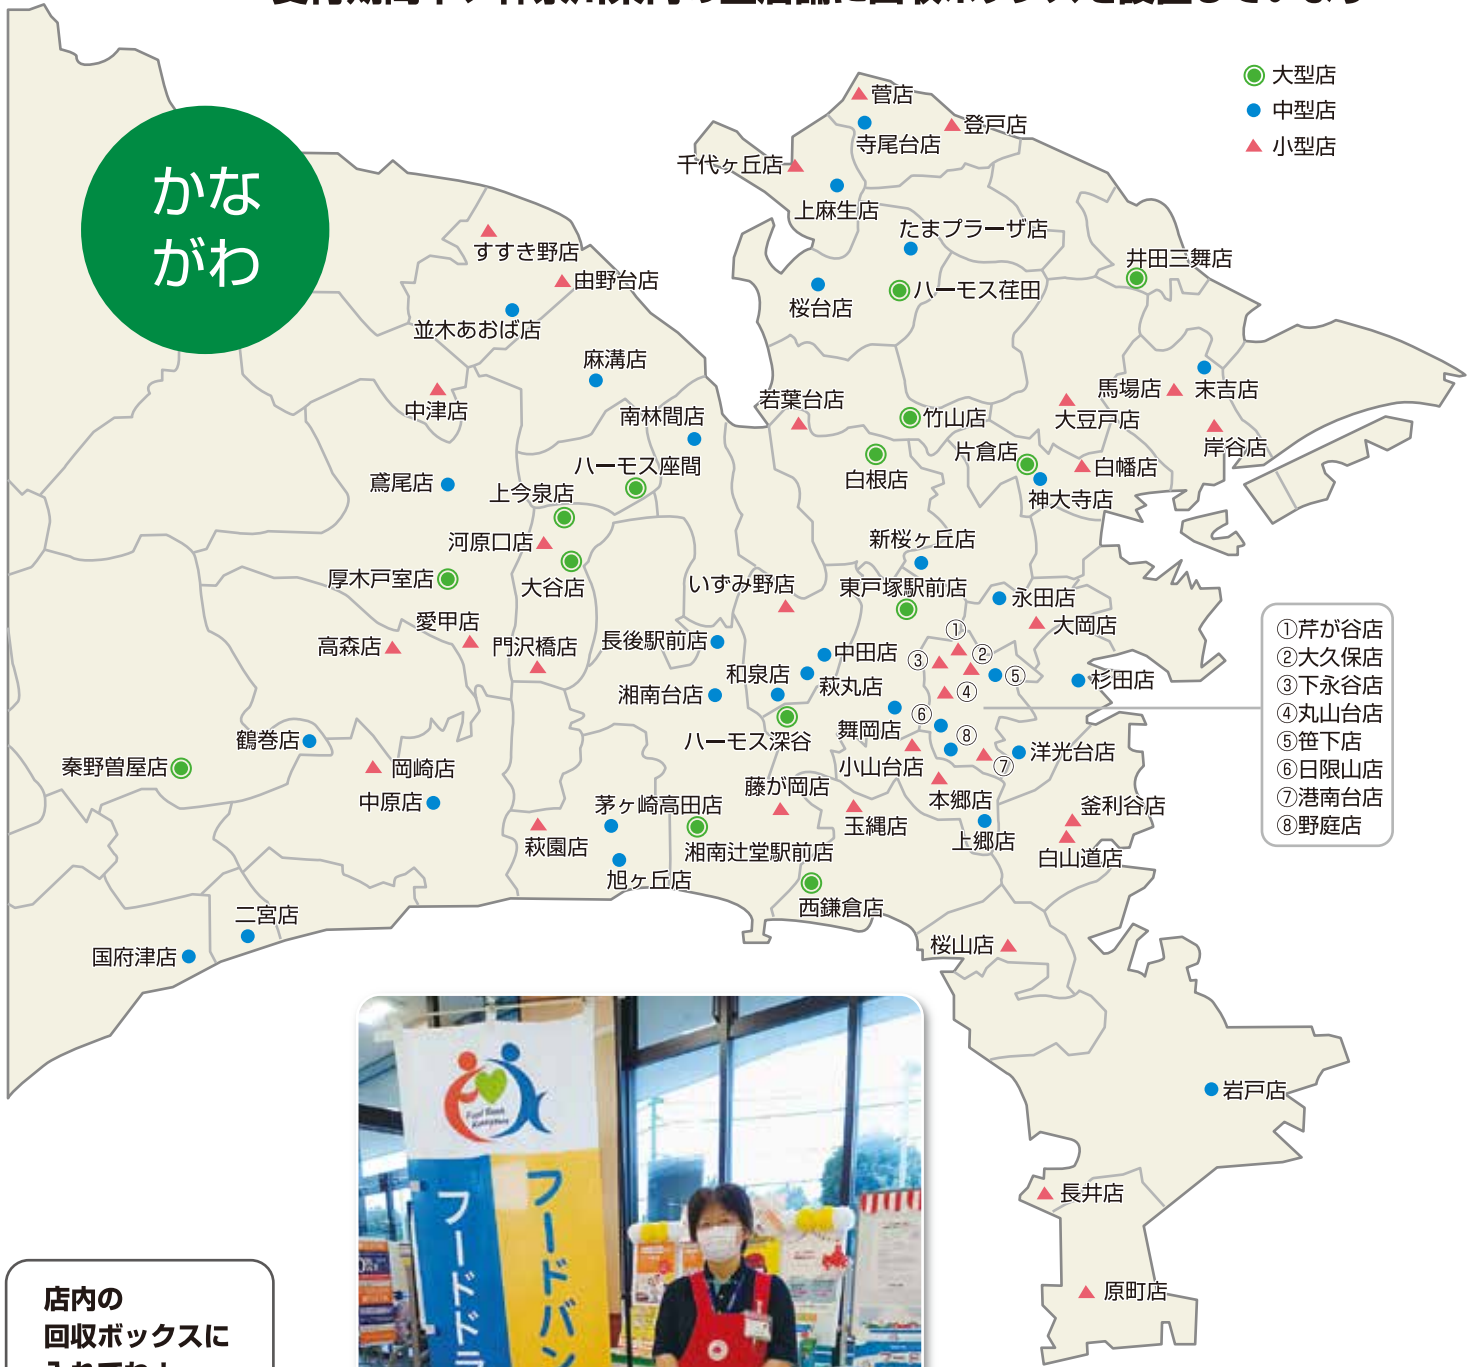 かな
がわ
大型店
中型店
小型店
菅店
登戸店
寺尾台店
千代ヶ丘店
上麻生店
たまプラーザ店
すすき野店
井田三舞店
由野台店
ハーモス荏田
桜台店
並木あおば店
麻溝店
馬場店
末吉店
中津店
若葉台店
南林間店
竹山店
大豆戸店
岸谷店
片倉店
白幡店
ハーモス座間
白根店
鳶尾店
上今泉店
神大寺店
河原口店
新桜ヶ丘店
厚木戸室店
大谷店
いずみ野店
東戸塚駅前店
永田店
愛甲店
大岡店
高森店
門沢橋店
長後駅前店
中田店
①
②
③
④
⑤
和泉店
萩丸店
杉田店
湘南台店
舞岡店
⑥
⑧
⑦
鶴巻店
ハーモス深谷
小山台店
洋光台店
秦野曽屋店
岡崎店
藤が岡店
本郷店
中原店
茅ヶ崎高田店
玉縄店
釜利谷店
萩園店
湘南辻堂駅前店
上郷店
白山道店
旭ヶ丘店
西鎌倉店
二宮店
国府津店
桜山店
岩戸店
長井店
原町店
①芹が谷店
②大久保店
③下永谷店
④丸山台店
⑤笹下店
⑥日限山店
⑦港南台店
⑧野庭店
Food Bank
Kanagawa
フードバン
フードドラ
店内の
回収ボックスに